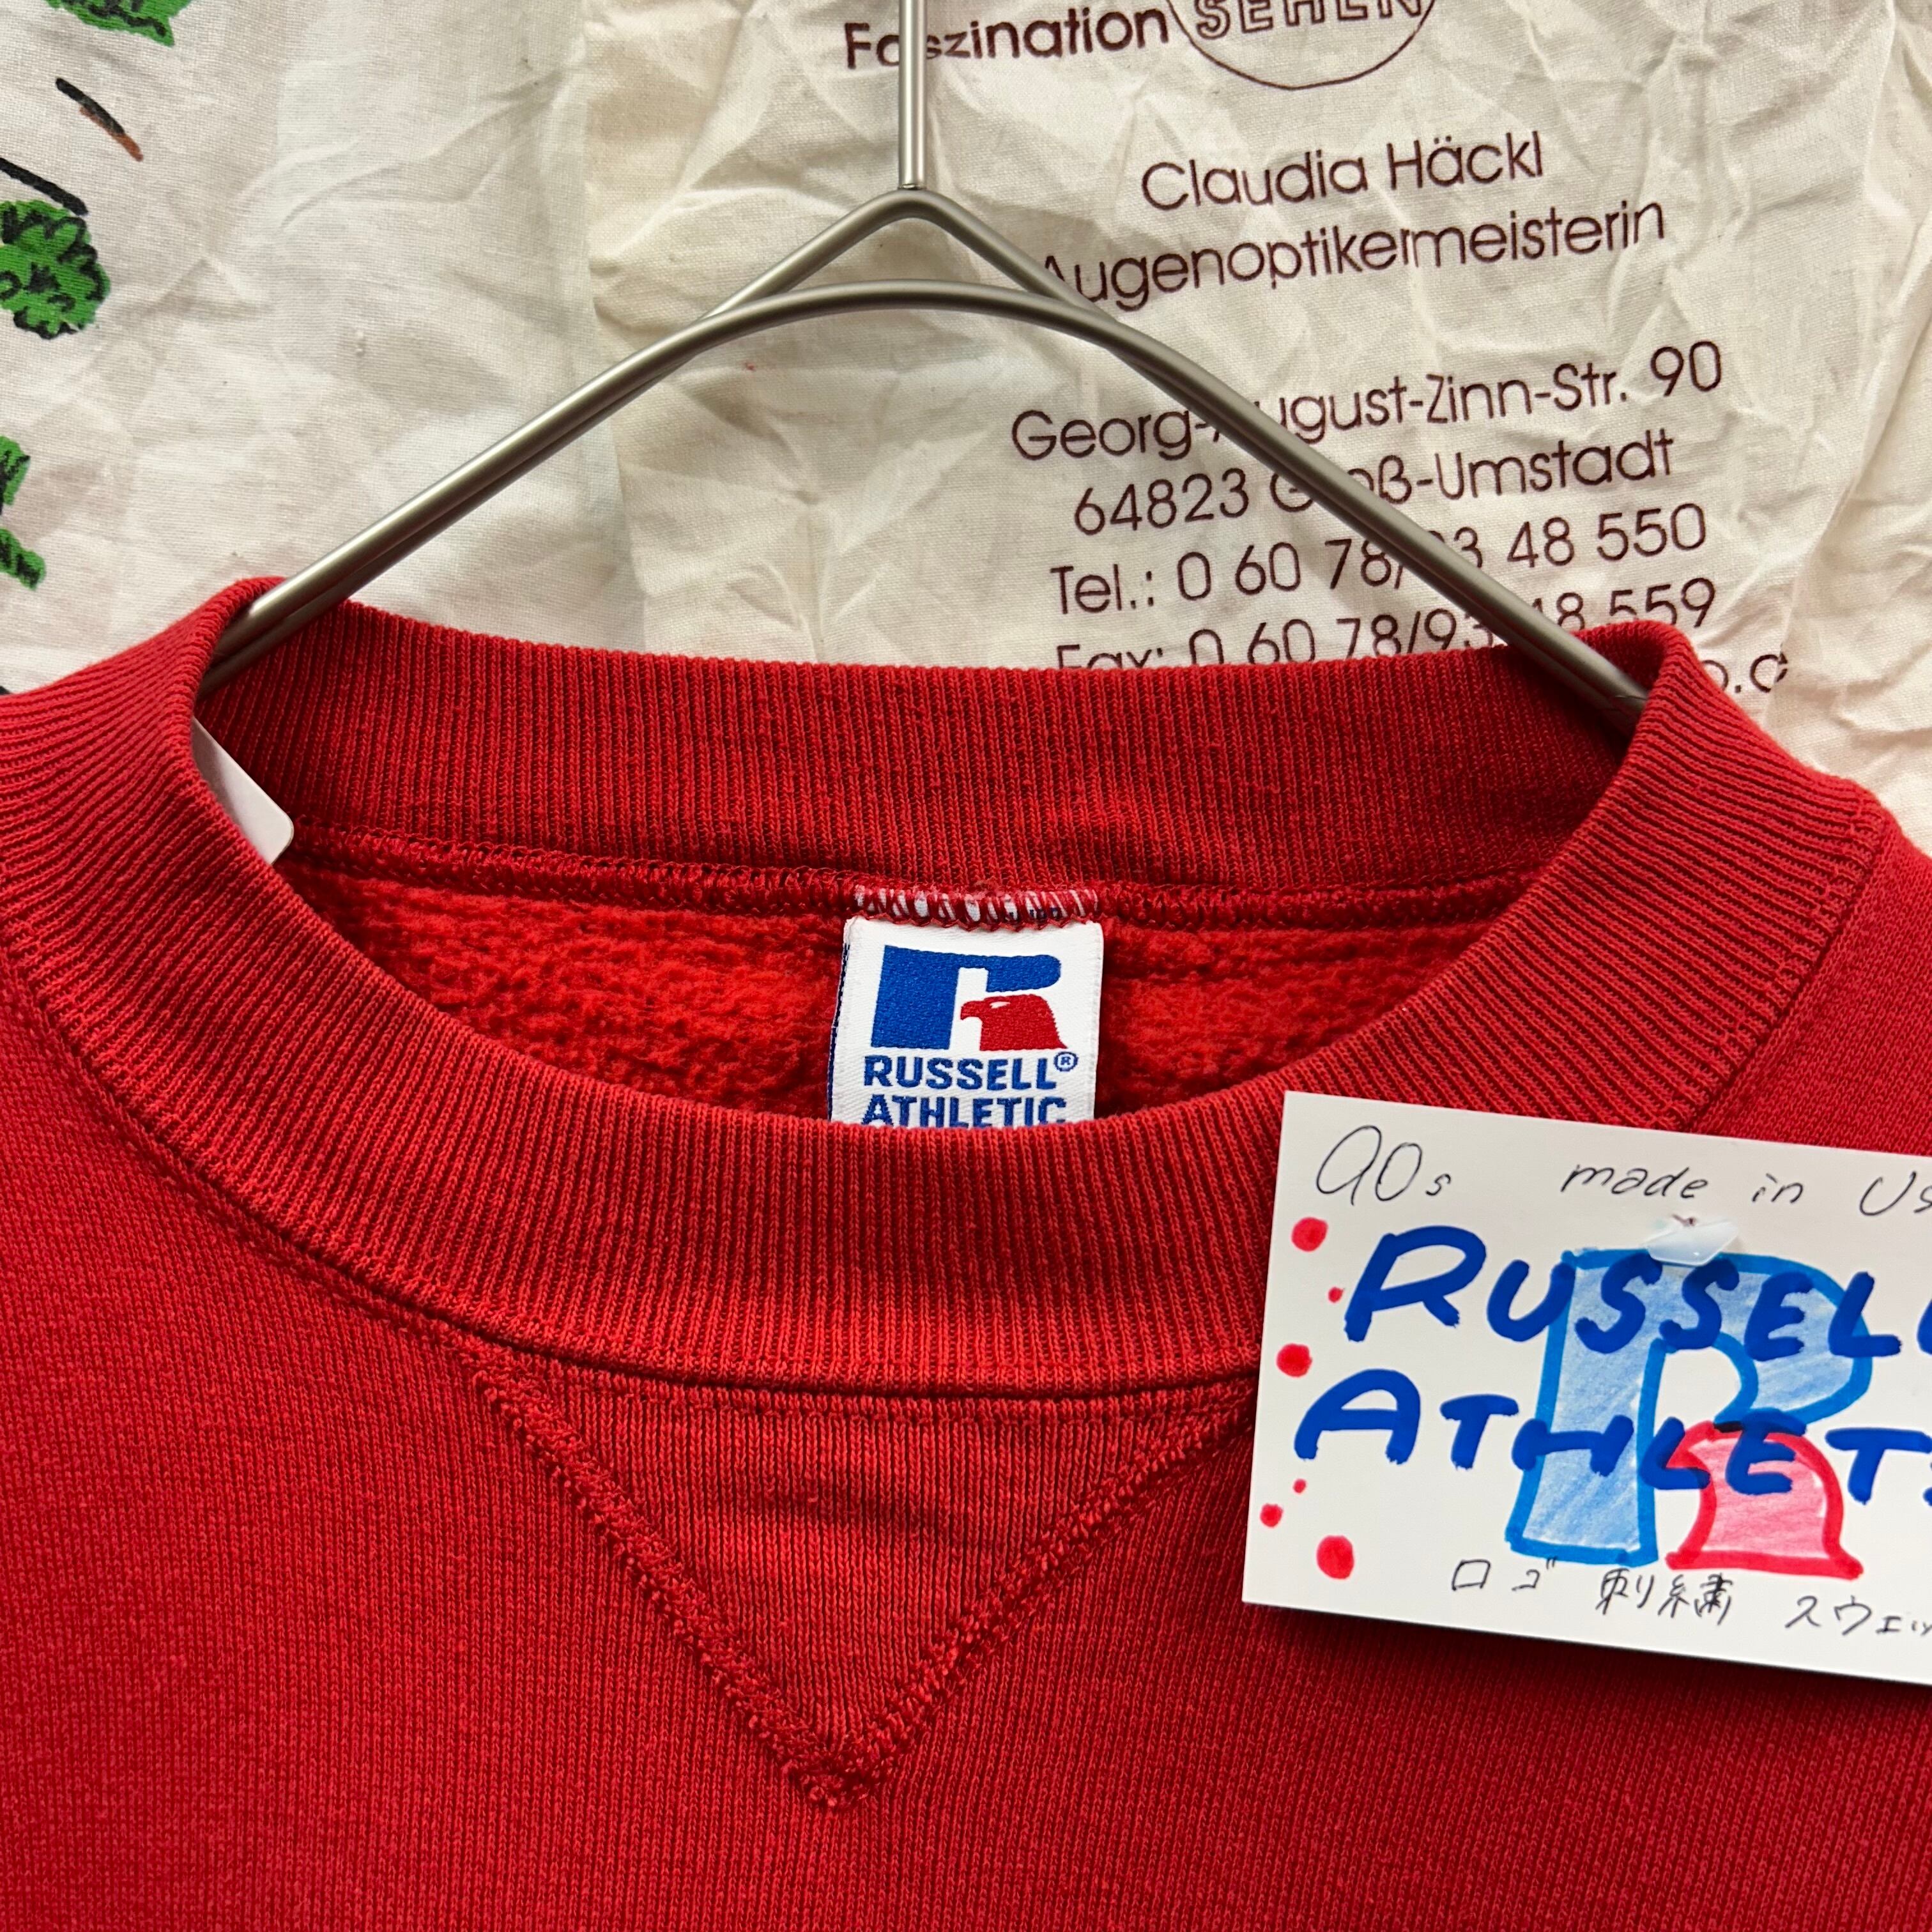 Faszination SEHEN
Claudia Häckl
Augenoptikermeisterin
Georg-August-Zinn-Str. 90
64823 Groß-Umstadt
Tel.: 0 60 78/93 48 550
Fax: 0 60 78/93 48 559
RUSSELL®
ATHLETIC
90s made in US
RUSSELL
ATHLET
ロゴ 刺繍 スウェッ